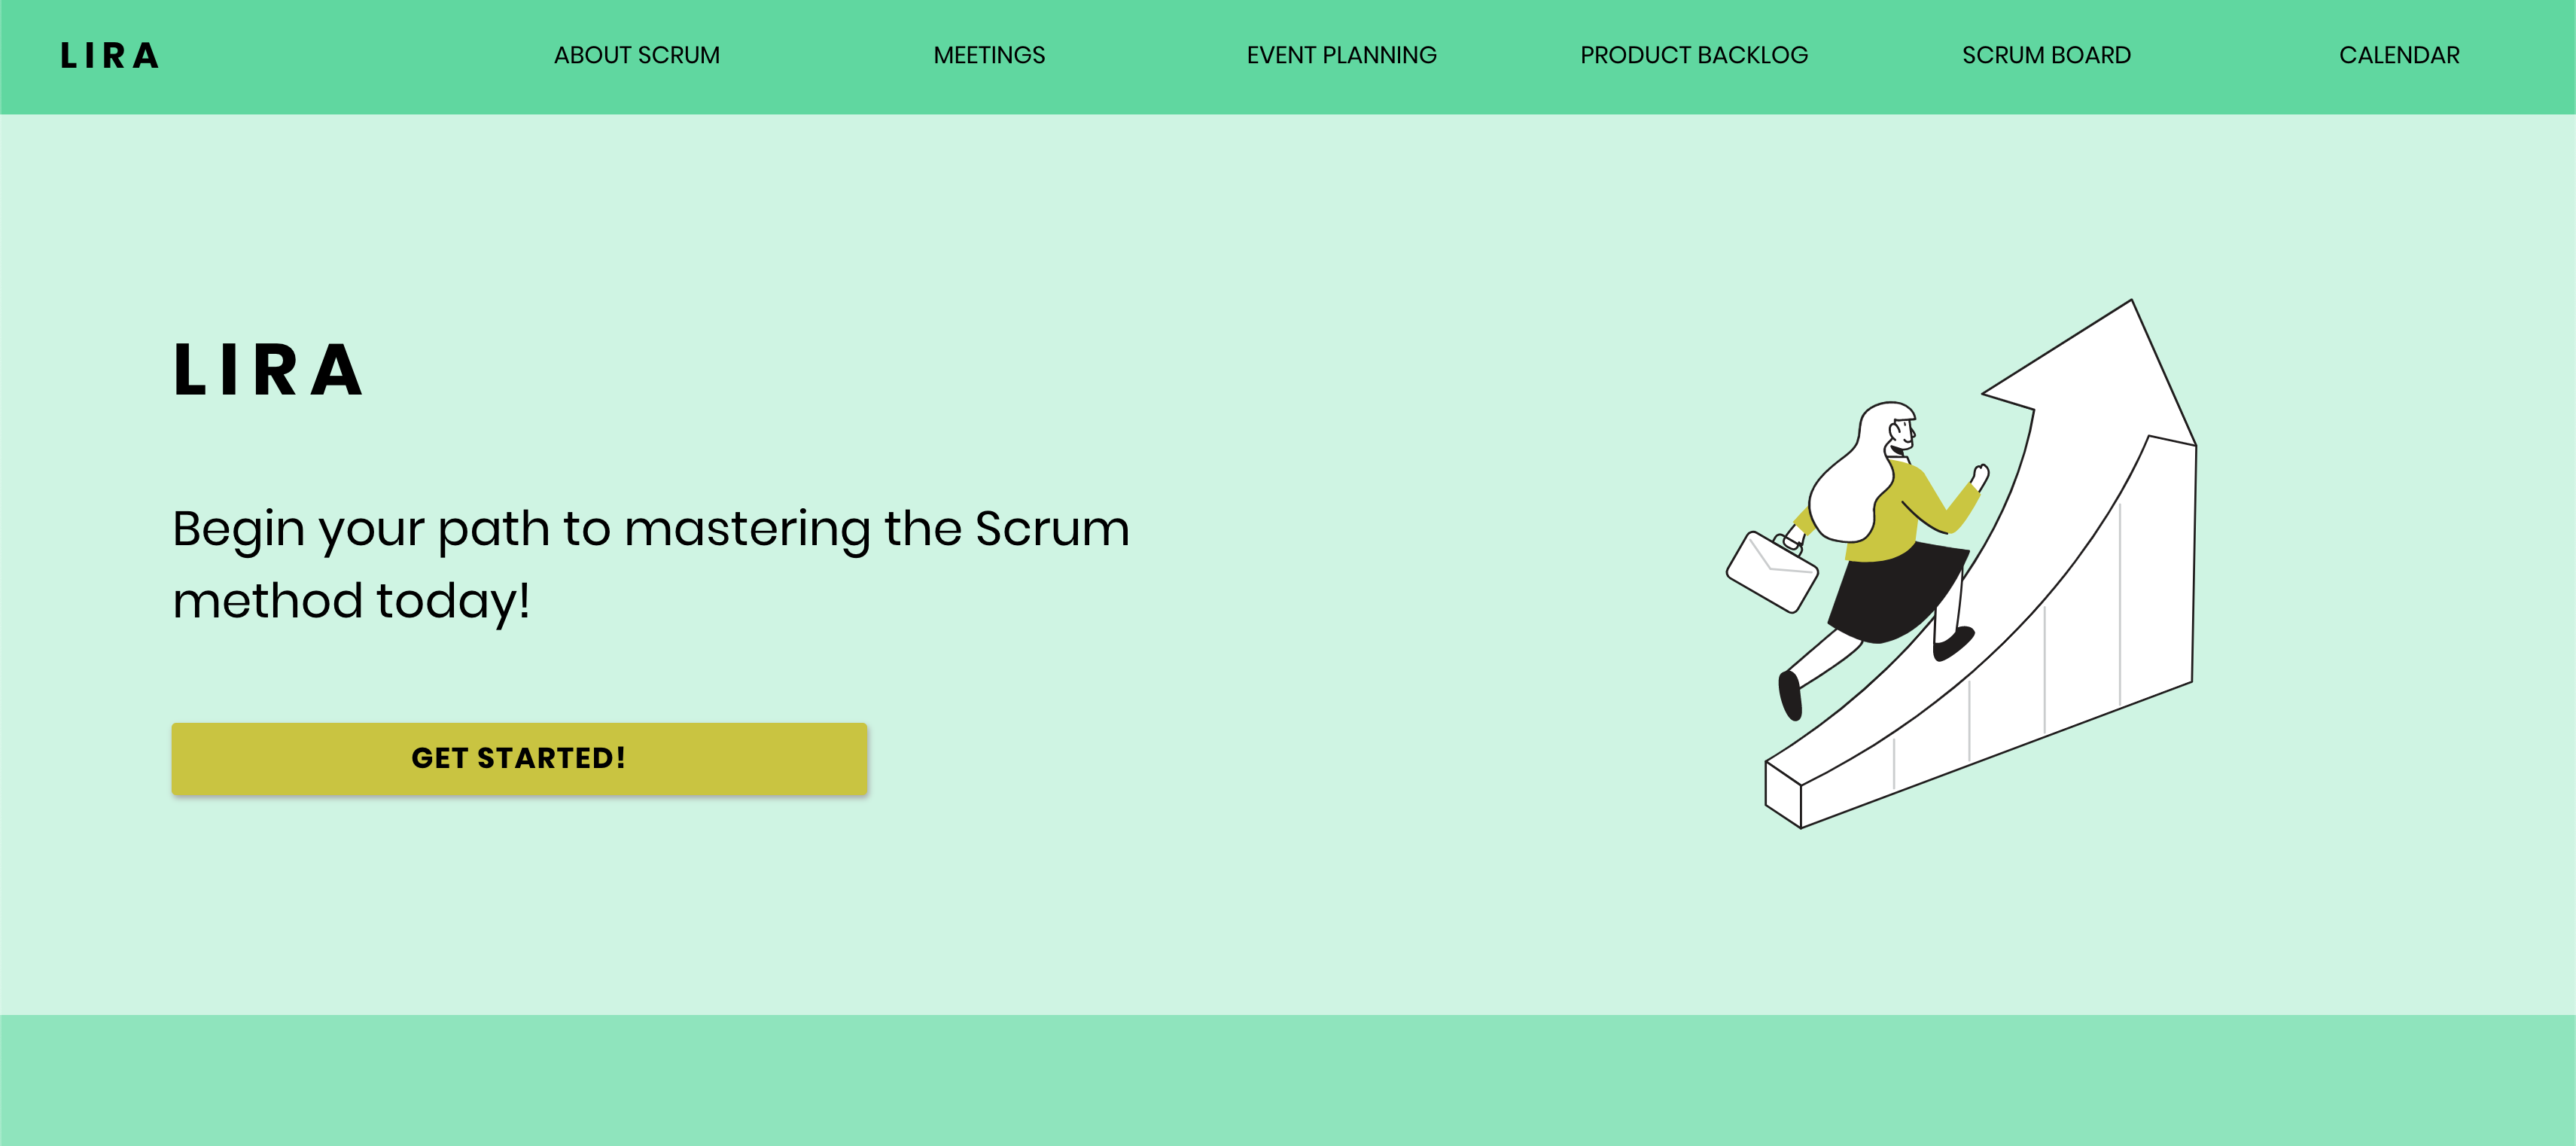 LIRA
ABOUT SCRUM
MEETINGS
EVENT PLANNING
PRODUCT BACKLOG
SCRUM BOARD
CALENDAR
LIRA
Begin your path to mastering the Scrum
method today!
GET STARTED!